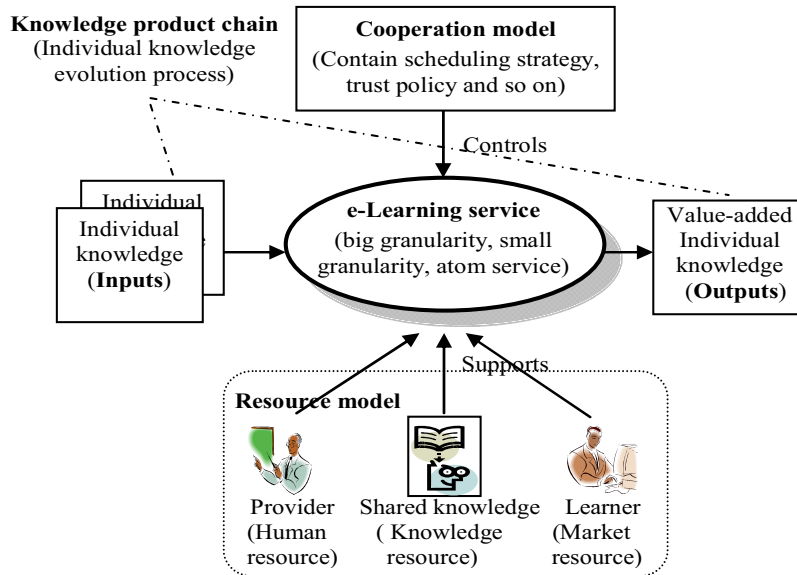 Knowledge product chain
(Individual knowledge
evolution process)
Cooperation model
(Contain scheduling strategy,
trust policy and so on)
Controls
Individual
Individual
knowledge
(Inputs)
e-Learning service
(big granularity, small
granularity, atom service)
Value-added
Individual
knowledge
(Outputs)
Supports
Resource model
Provider
(Human
resource)
Shared knowledge
( Knowledge
resource)
Learner
(Market
resource)